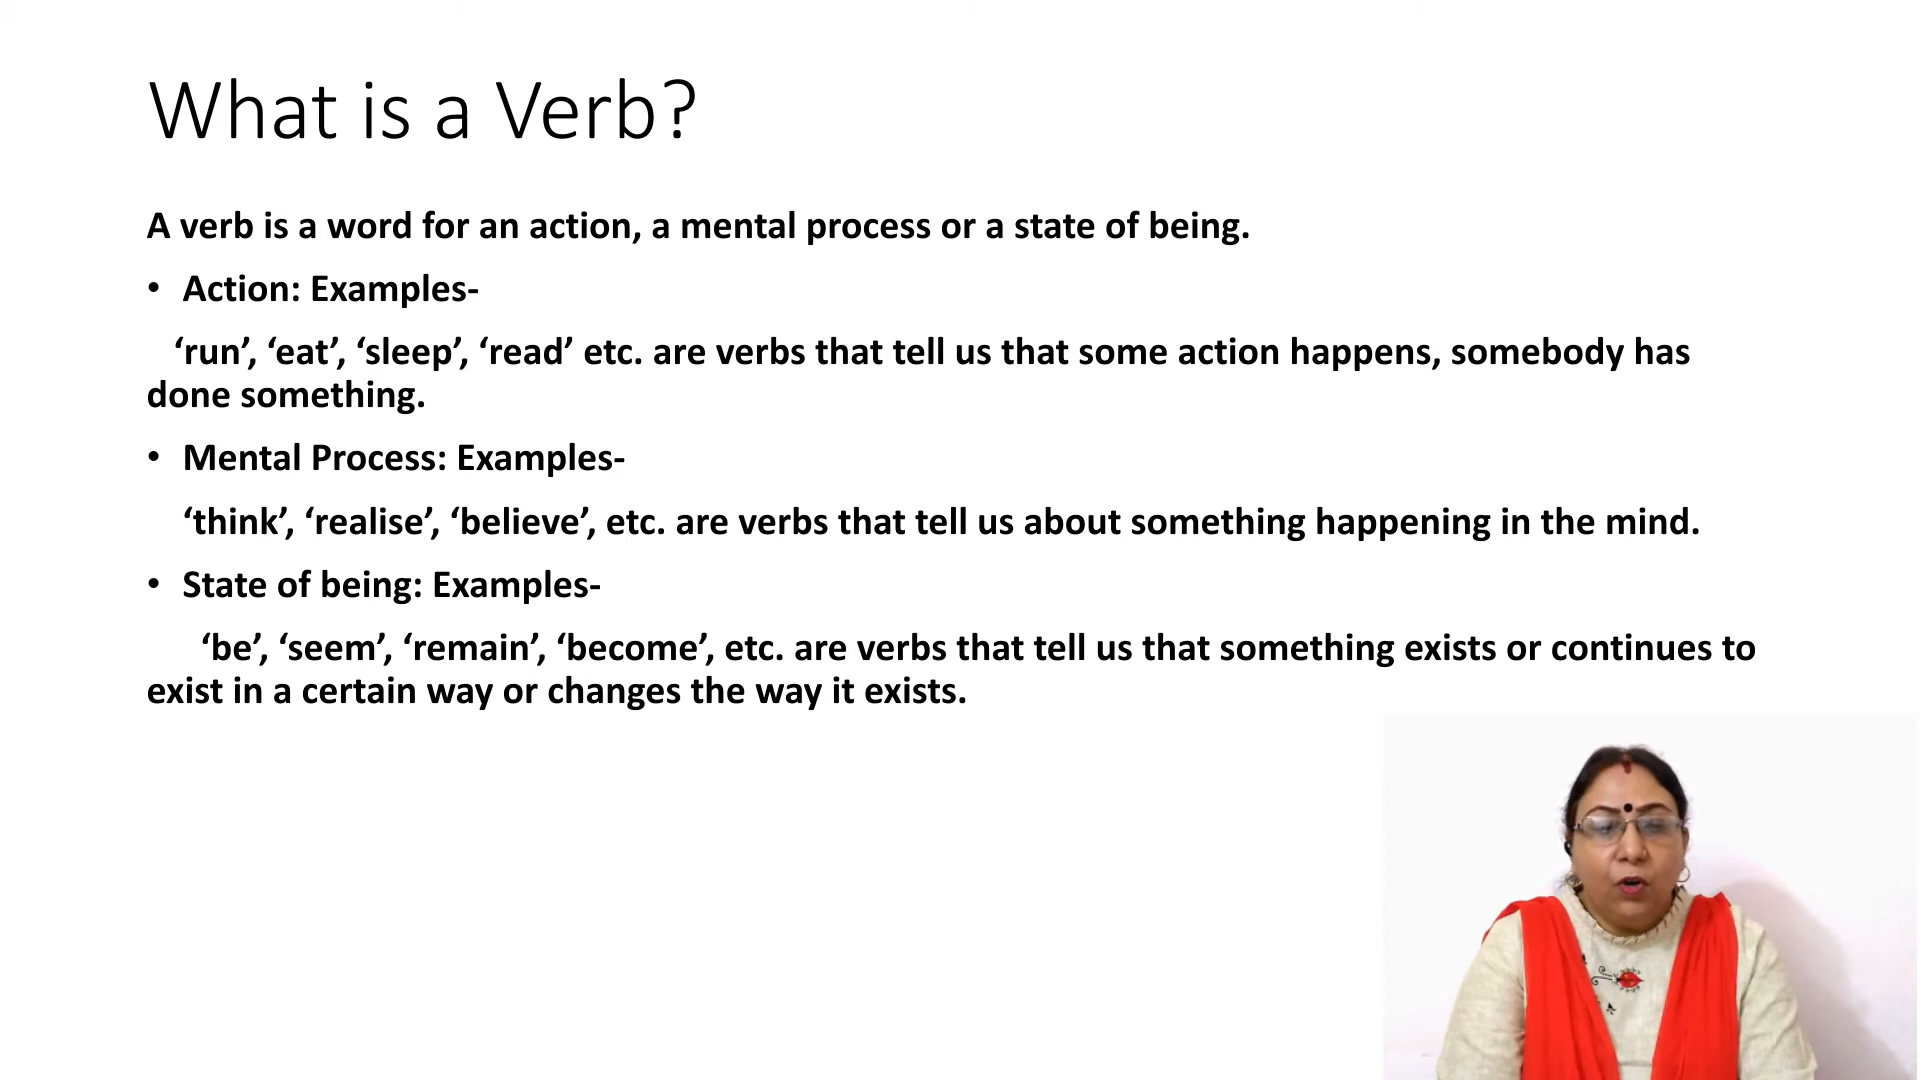 What is a Verb?
A verb is a word for an action, a mental process or a state of being.
• Action: Examples-
‘run’, ‘eat’, ‘sleep’, ‘read’ etc. are verbs that tell us that some action happens, somebody has
done something.
• Mental Process: Examples-
‘think’, ‘realise’, ‘believe’, etc. are verbs that tell us about something happening in the mind.
• State of being: Examples-
‘be’, ‘seem’, ‘remain’, ‘become’, etc. are verbs that tell us that something exists or continues to
exist in a certain way or changes the way it exists.